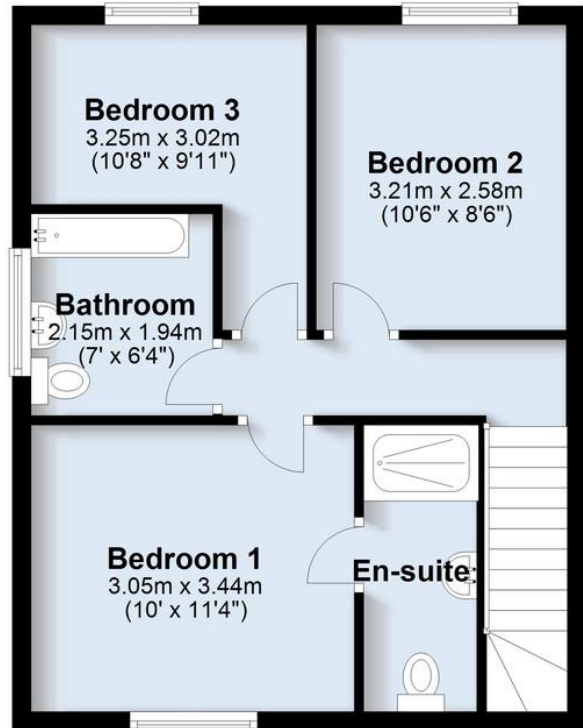 Bedroom 3
3.25m x 3.02m
(10'8" x 9'11")
Bedroom 2
3.21m x 2.58m
(10'6" x 8'6")
Bathroom
2.15m x 1.94m
(7' x 6'4")
Bedroom 1
3.05m x 3.44m
(10' x 11'4")
En-suite